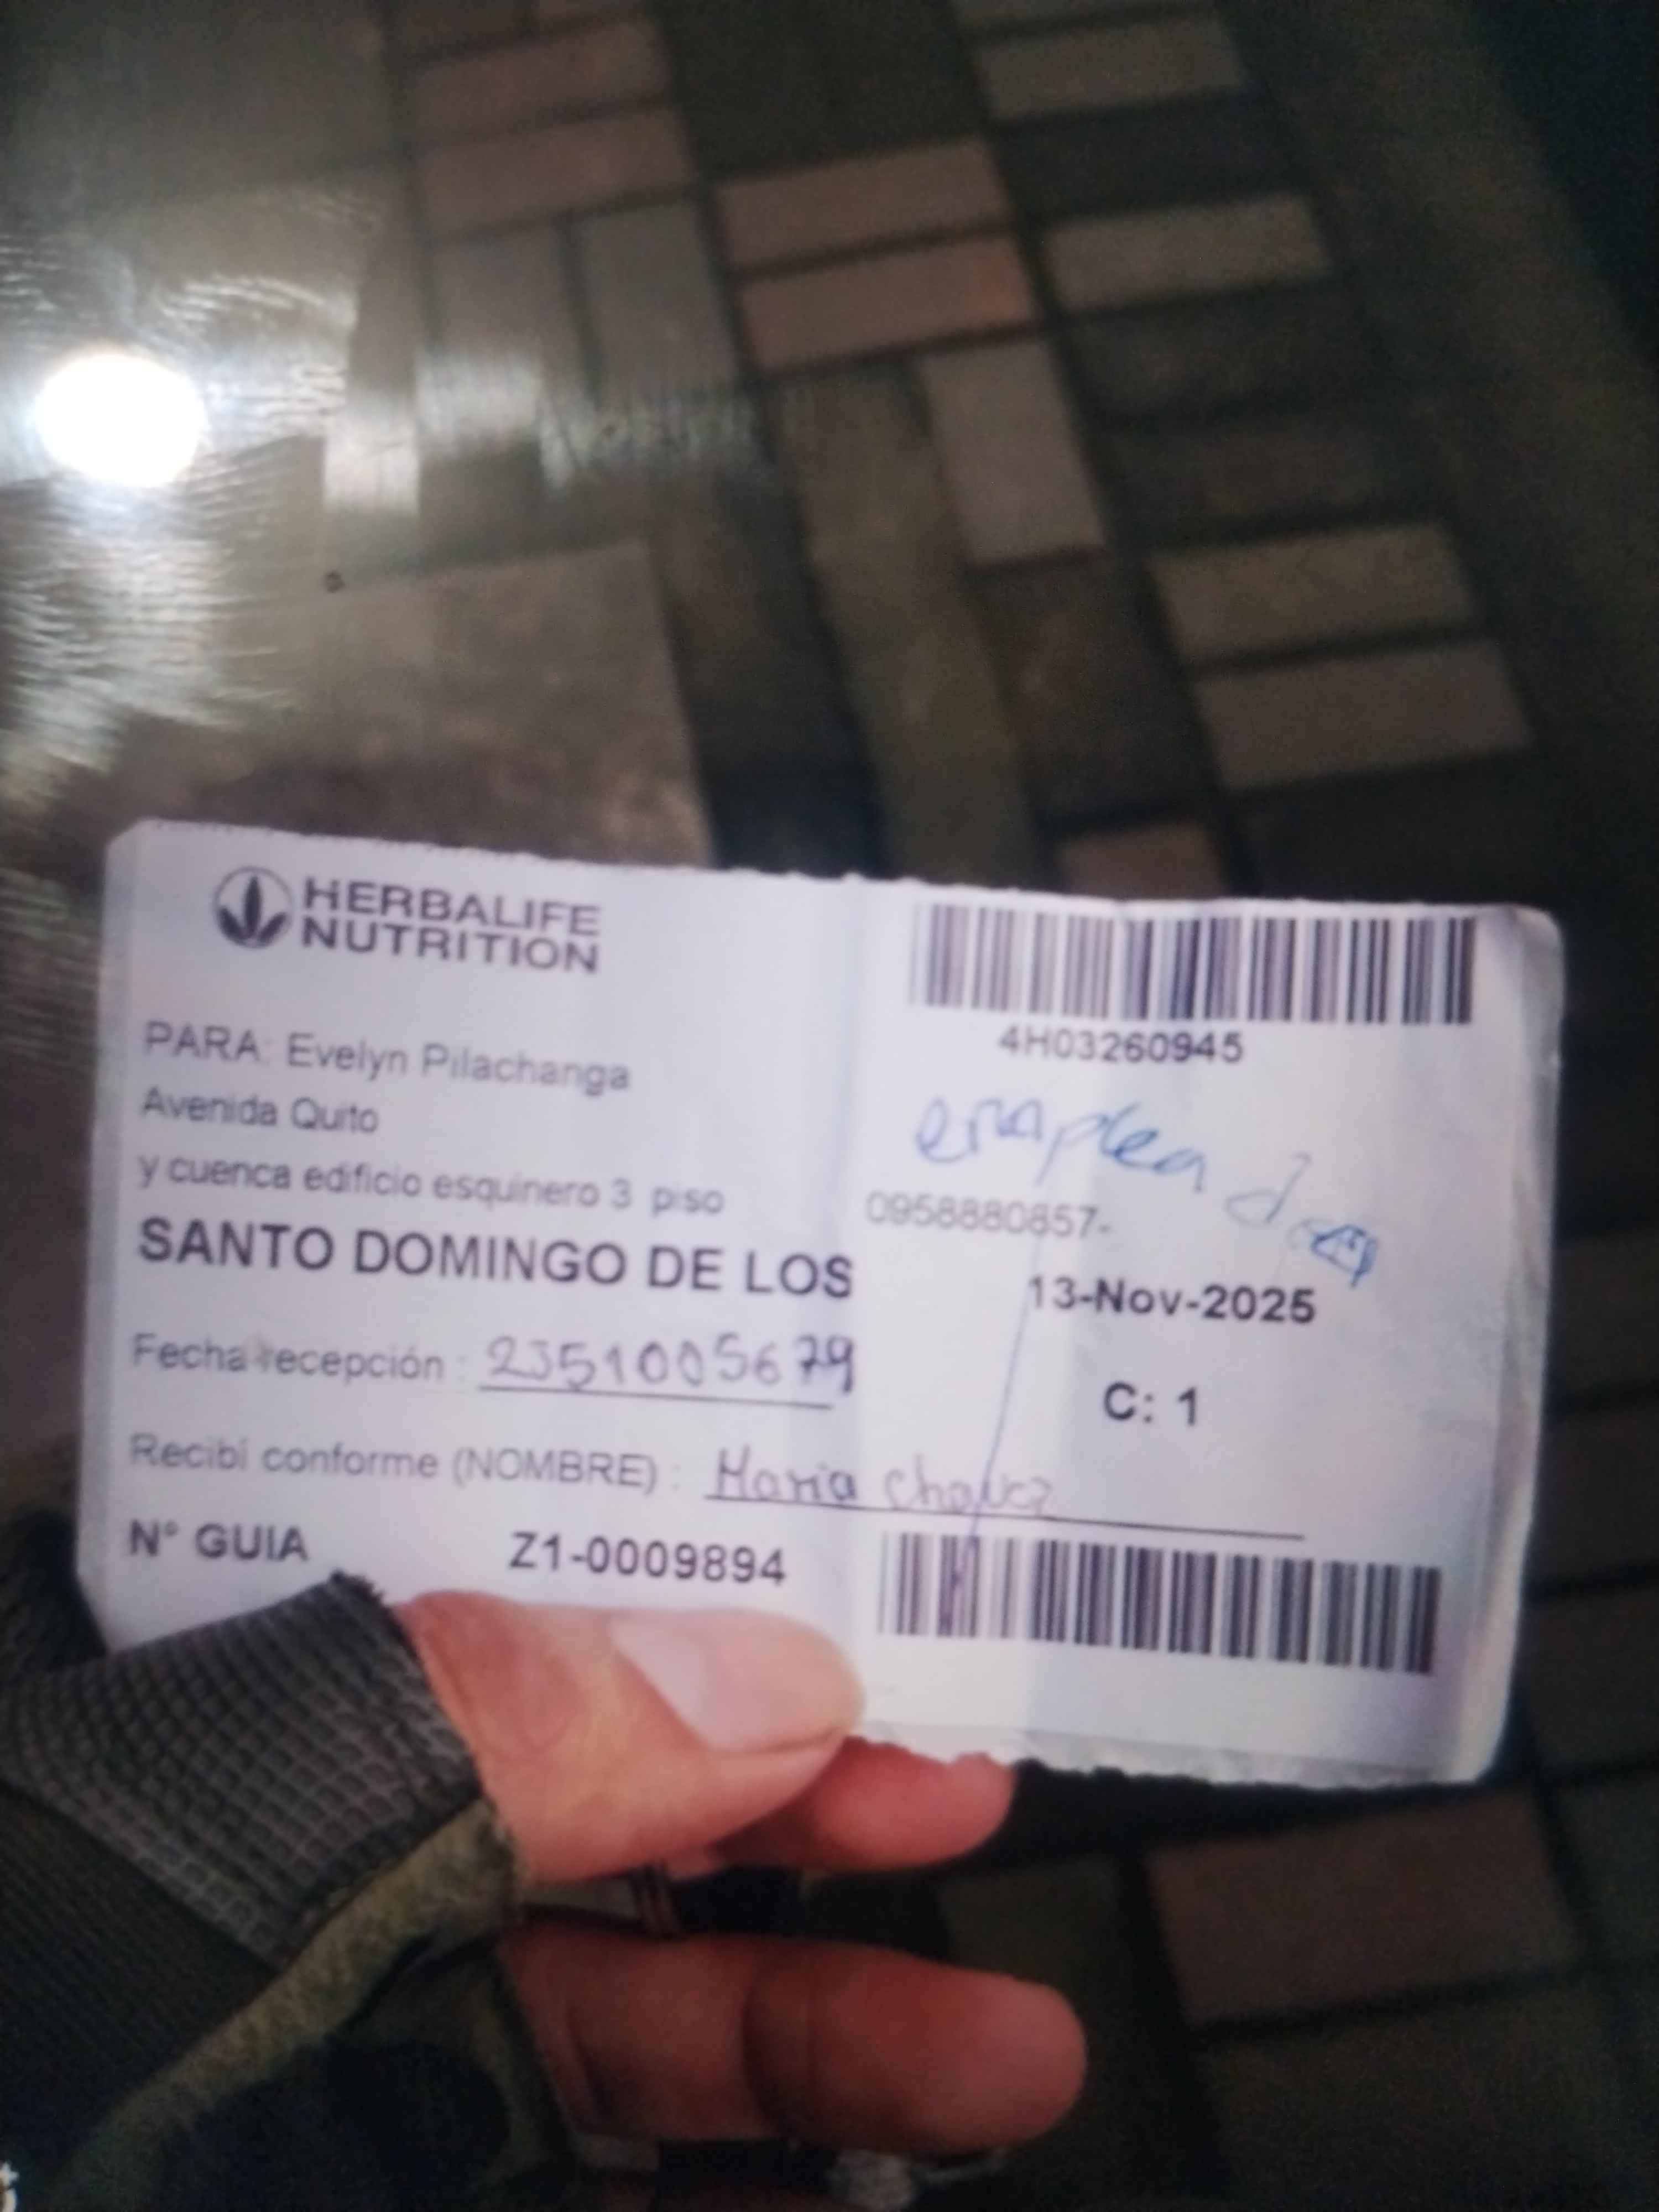 HERBALIFE
NUTRITION
4H03260945
PARA: Evelyn Pilachanga
Avenida Quito
y cuenca edificio esquinero 3 piso
0958880857-
SANTO DOMINGO DE LOS
13-Nov-2025
Fecha recepción : 2351005679
C: 1
Recibí conforme (NOMBRE) : Maria Chavez
N° GUIA Z1-0009894